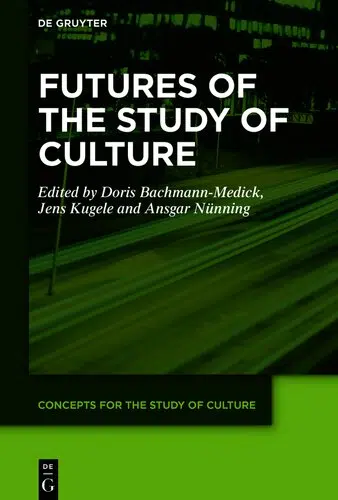 DE GRUYTER
FUTURES OF
THE STUDY OF
CULTURE
Edited by Doris Bachmann-Medick,
Jens Kugele and Ansgar Nünning
CONCEPTS FOR THE STUDY OF CULTURE
DE
G